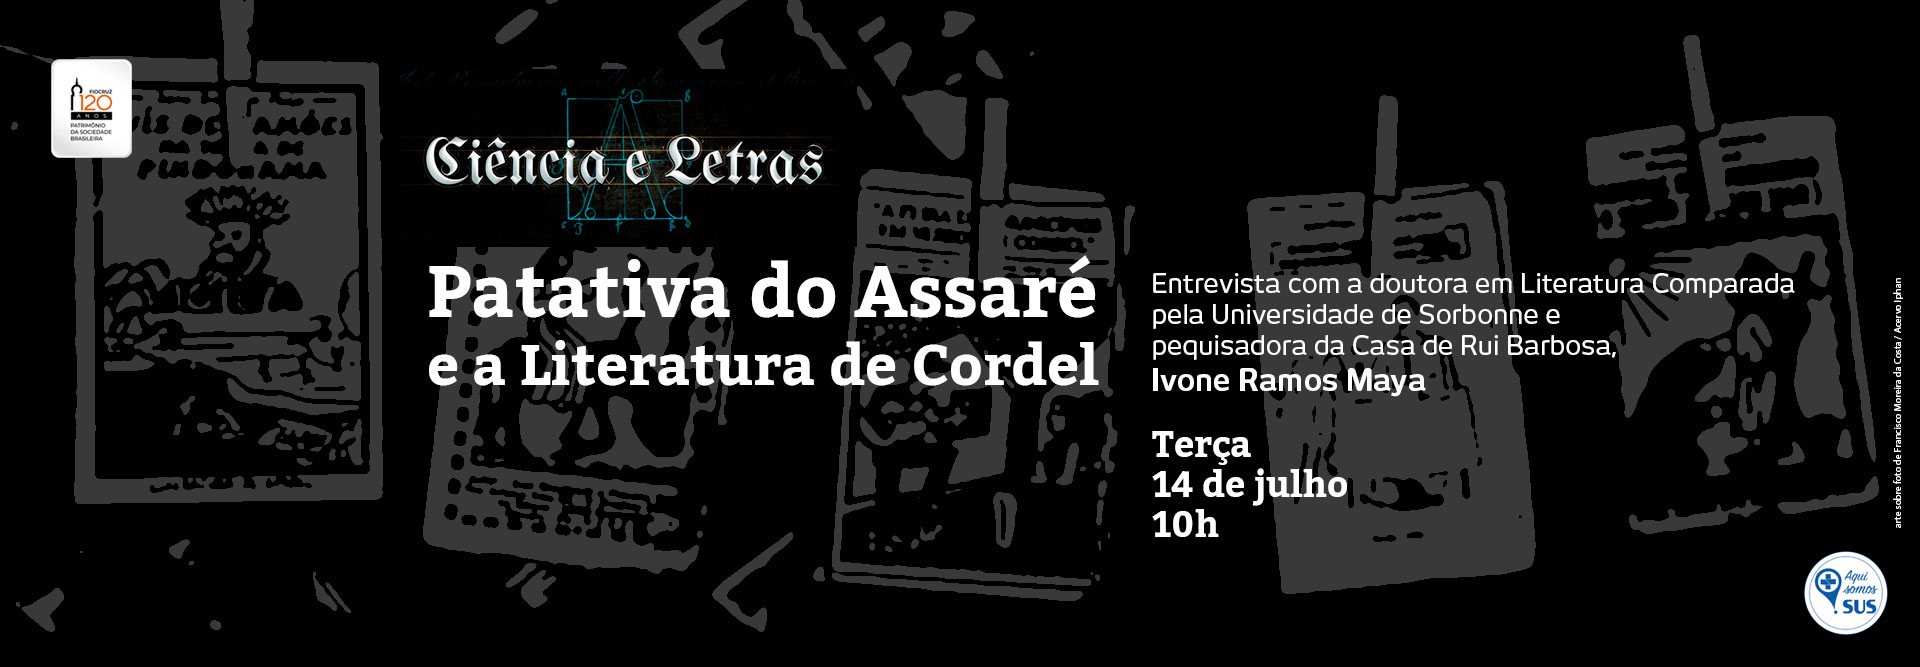 FIOCRUZ
120
ANOS
PATRIMÔNIO
DA SOCIEDADE
BRASILEIRA
Ciência e Letras
Patativa do Assaré
e a Literatura de Cordel
Entrevista com a doutora em Literatura Comparada
pela Universidade de Sorbonne e
pequisadora da Casa de Rui Barbosa,
Ivone Ramos Maya
Terça
14 de julho
10h
arte sobre foto de Francisco Moreira da Costa / Acervo Iphan
Aqui
somos
SUS